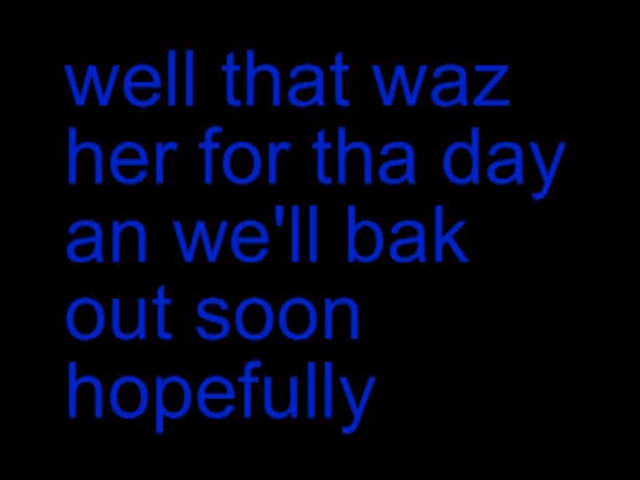 well that waz
her for tha day
an we'll bak
out soon
hopefully